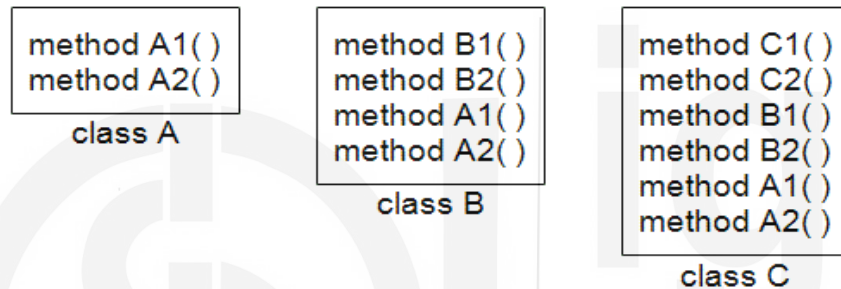 method A1( )
method A2( )
class A
method B1( )
method B2( )
method A1( )
method A2( )
class B
method C1( )
method C2( )
method B1( )
method B2( )
method A1( )
method A2( )
class C